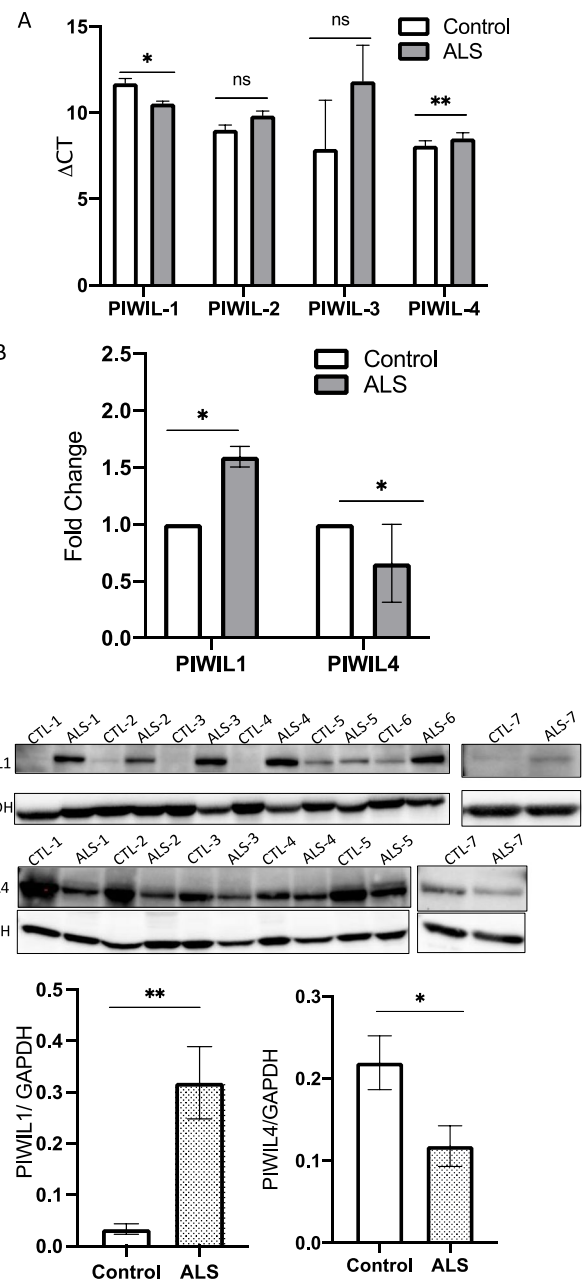 A
15
10
5
0
ΔCT
Control
ALS
*
ns
ns
**
PIWIL-1 PIWIL-2 PIWIL-3 PIWIL-4
2.5
2.0
1.5
1.0
0.5
0.0
Fold Change
Control
ALS
*
*
PIWIL1 PIWIL4
CTL-1 ALS-1 CTL-2 ALS-2 CTL-3 ALS-3 CTL-4 ALS-4 CTL-5 ALS-5 CTL-6 ALS-6 CTL-7 ALS-7
L1
DH
CTL-1 ALS-1 CTL-2 ALS-2 CTL-3 ALS-3 CTL-4 ALS-4 CTL-5 ALS-5 CTL-7 ALS-7
L4
H
0.5
0.4
0.3
0.2
0.1
0.0
PIWIL1/ GAPDH
**
Control ALS
0.3
0.2
0.1
0.0
PIWIL4/GAPDH
*
Control ALS